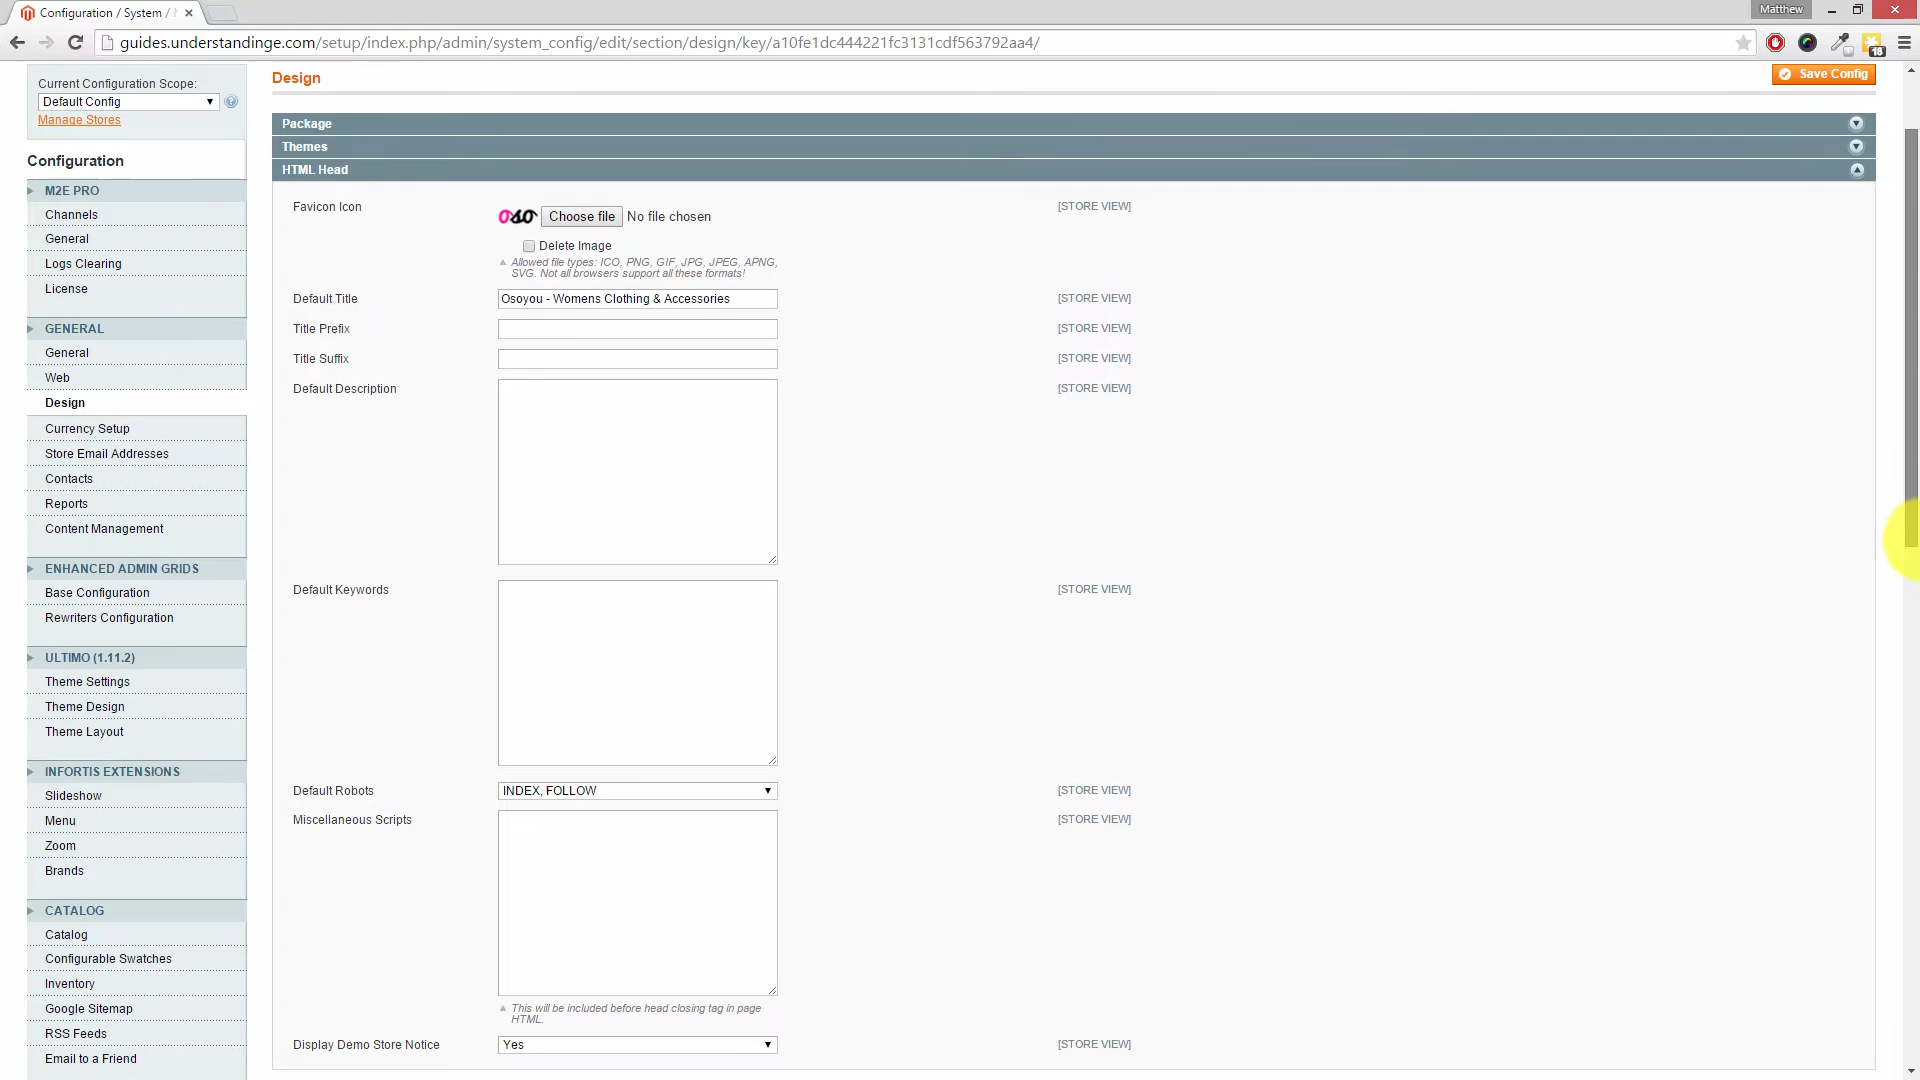 Configuration / System /
Matthew
guides.understandinge.com/setup/index.php/admin/system_config/edit/section/design/key/a10fe1dc444221fc3131cdf563792aa4/
18
Current Configuration Scope:
Default Config
Manage Stores
Configuration
M2E PRO
Channels
General
Logs Clearing
License
GENERAL
General
Web
Design
Currency Setup
Store Email Addresses
Contacts
Reports
Content Management
ENHANCED ADMIN GRIDS
Base Configuration
Rewriters Configuration
ULTIMO (1.11.2)
Theme Settings
Theme Design
Theme Layout
INFORTIS EXTENSIONS
Slideshow
Menu
Zoom
Brands
CATALOG
Catalog
Configurable Swatches
Inventory
Google Sitemap
RSS Feeds
Email to a Friend
Design
Save Config
Package
Themes
HTML Head
Favicon Icon
oso Choose file No file chosen
[STORE VIEW]
Delete Image
Allowed file types: ICO, PNG, GIF, JPG, JPEG, APNG,
SVG. Not all browsers support all these formats!
Default Title Osoyou - Womens Clothing & Accessories [STORE VIEW]
Title Prefix [STORE VIEW]
Title Suffix [STORE VIEW]
Default Description [STORE VIEW]
Default Keywords [STORE VIEW]
Default Robots INDEX, FOLLOW [STORE VIEW]
Miscellaneous Scripts [STORE VIEW]
This will be included before head closing tag in page
HTML.
Display Demo Store Notice Yes [STORE VIEW]